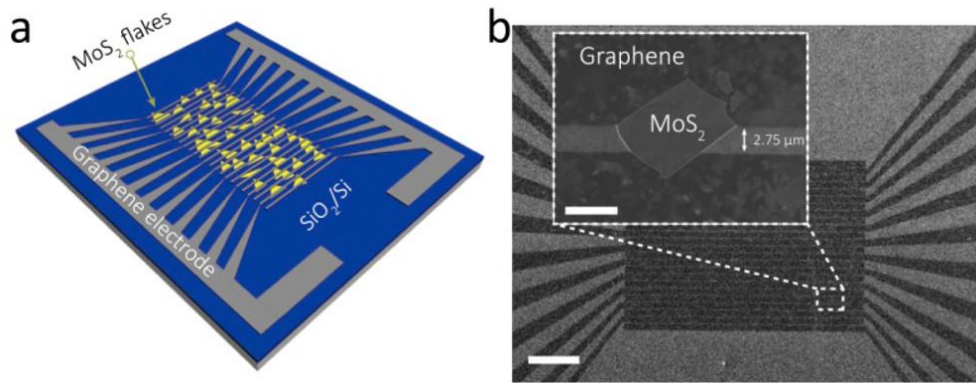 a
MoS₂ flakes
Graphene electrode
SiO₂/Si
b
Graphene
MoS₂
2.75 μm